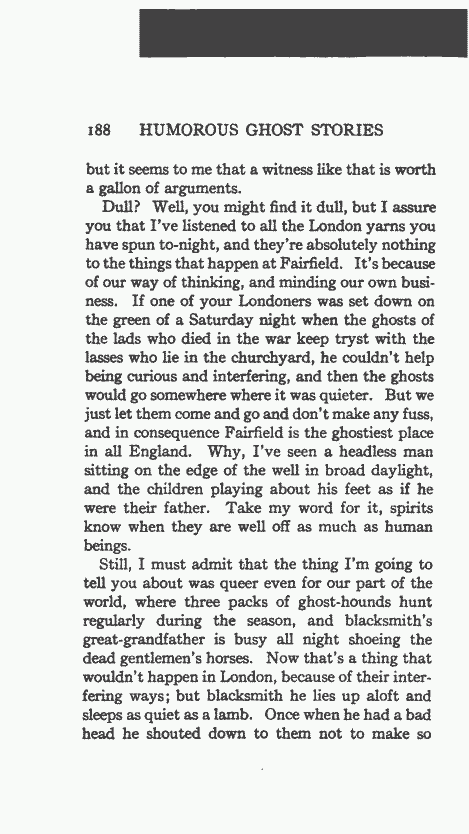 188 HUMOROUS GHOST STORIES
but it seems to me that a witness like that is worth
a gallon of arguments.
Dull? Well, you might find it dull, but I assure
you that I've listened to all the London yarns you
have spun to-night, and they're absolutely nothing
to the things that happen at Fairfield. It's because
of our way of thinking, and minding our own busi-
ness. If one of your Londoners was set down on
the green of a Saturday night when the ghosts of
the lads who died in the war keep tryst with the
lasses who lie in the churchyard, he couldn't help
being curious and interfering, and then the ghosts
would go somewhere where it was quieter. But we
just let them come and go and don't make any fuss,
and in consequence Fairfield is the ghostiest place
in all England. Why, I've seen a headless man
sitting on the edge of the well in broad daylight,
and the children playing about his feet as if he
were their father. Take my word for it, spirits
know when they are well off as much as human
beings.
Still, I must admit that the thing I'm going to
tell you about was queer even for our part of the
world, where three packs of ghost-hounds hunt
regularly during the season, and blacksmith's
great-grandfather is busy all night shoeing the
dead gentlemen's horses. Now that's a thing that
wouldn't happen in London, because of their inter-
fering ways; but blacksmith he lies up aloft and
sleeps as quiet as a lamb. Once when he had a bad
head he shouted down to them not to make so